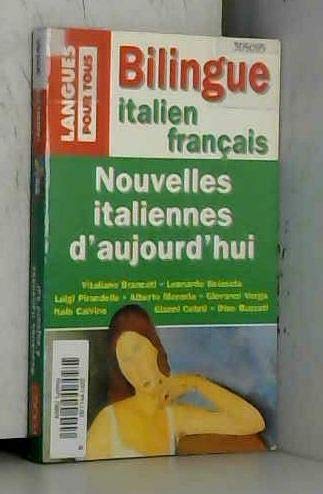 LANGUES
POUR TOUS
Bilingue
italien
français
Nouvelles
italiennes
d'aujourd'hui
Vitaliano Brancati • Leonardo Sciascia
Luigi Pirandello • Alberto Moravia • Giovanni Verga
Italo Calvino Gianni Celati • Dino Buzzati